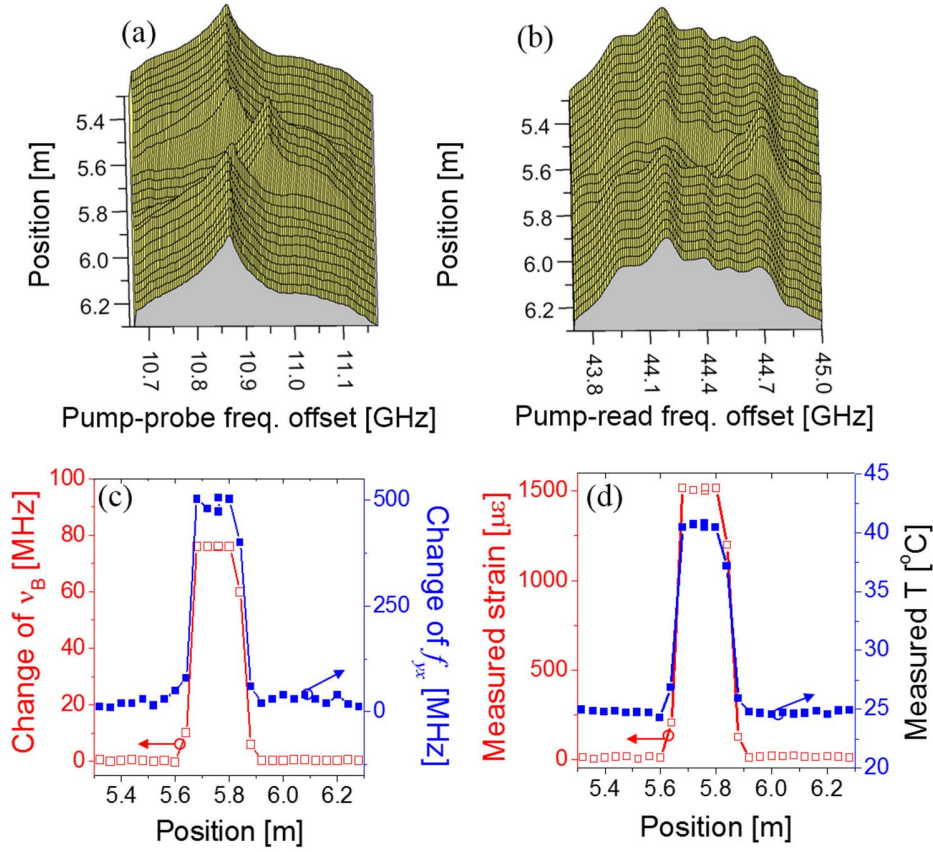 (a)
Position [m]
5.4
5.6
5.8
6.0
6.2
10.7
10.8
10.9
11.0
11.1
Pump-probe freq. offset [GHz]
(b)
Position [m]
5.4
5.6
5.8
6.0
6.2
43.8
44.1
44.4
44.7
45.0
Pump-read freq. offset [GHz]
(c)
Change of νB [MHz]
100
80
60
40
20
0
500
250
0
Change of fyx [MHz]
5.4 5.6 5.8 6.0 6.2
Position [m]
(d)
Measured strain [με]
1500
1000
500
0
45
40
35
30
25
20
Measured T [°C]
5.4 5.6 5.8 6.0 6.2
Position [m]